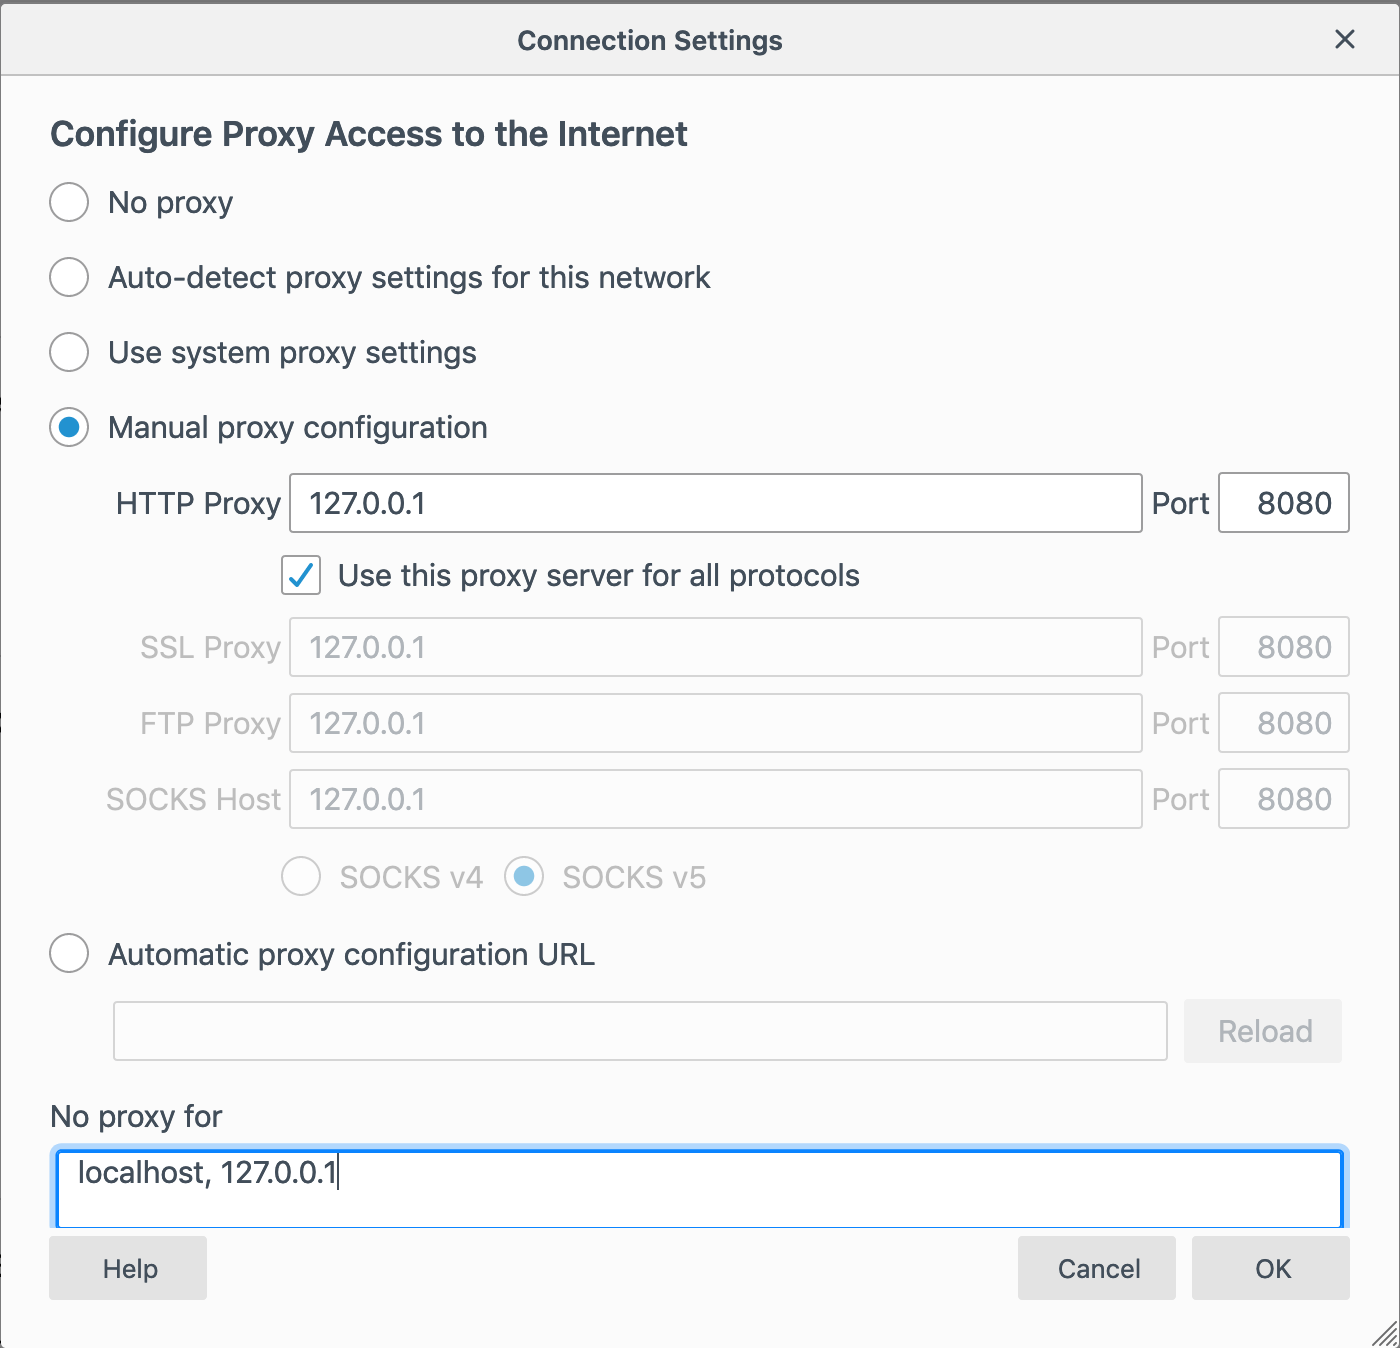 Connection Settings
Configure Proxy Access to the Internet
No proxy
Auto-detect proxy settings for this network
Use system proxy settings
Manual proxy configuration
HTTP Proxy 127.0.0.1 Port 8080
Use this proxy server for all protocols
SSL Proxy 127.0.0.1 Port 8080
FTP Proxy 127.0.0.1 Port 8080
SOCKS Host 127.0.0.1 Port 8080
SOCKS v4 SOCKS v5
Automatic proxy configuration URL
Reload
No proxy for
localhost, 127.0.0.1
Help Cancel OK